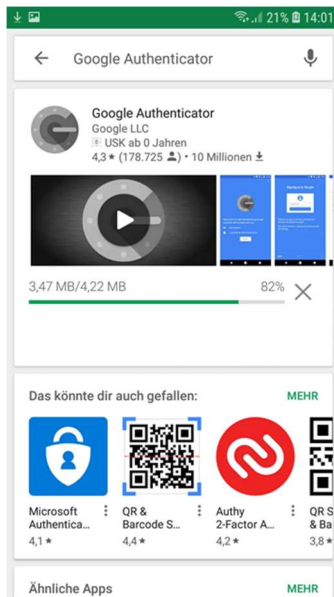 21% 14:01
Google Authenticator
Google Authenticator
Google LLC
USK ab 0 Jahren
4,3 ★ (178.725) • 10 Millionen
3,47 MB/4,22 MB 82%
Das könnte dir auch gefallen: MEHR
Microsoft Authentica...
4,1 ★
QR & Barcode S...
4,4 ★
Authy 2-Factor A...
4,2 ★
QR S & Ba
3,8 ★
Ähnliche Apps MEHR